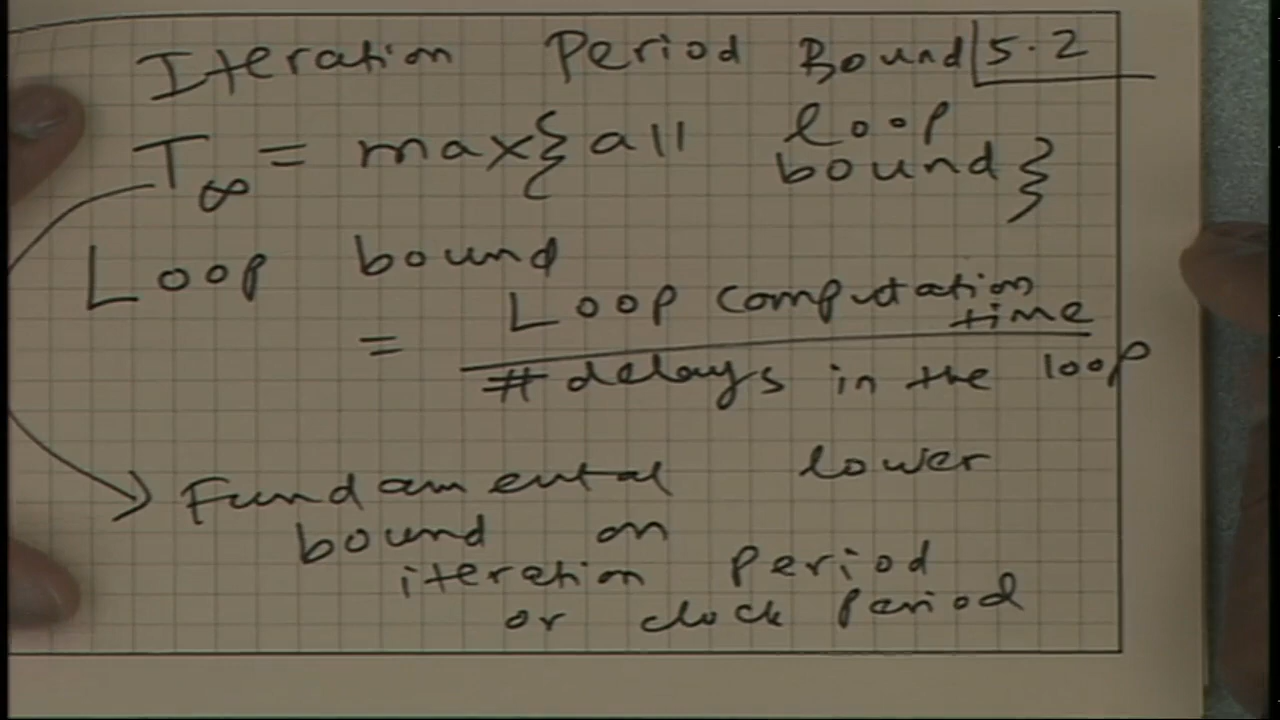 Iteration Period Bound 5.2
T∞ = max{all loop
bound}
Loop bound
= Loop computation
time
# delays in the loop
Fundamental lower
bound on
iteration period
or clock period